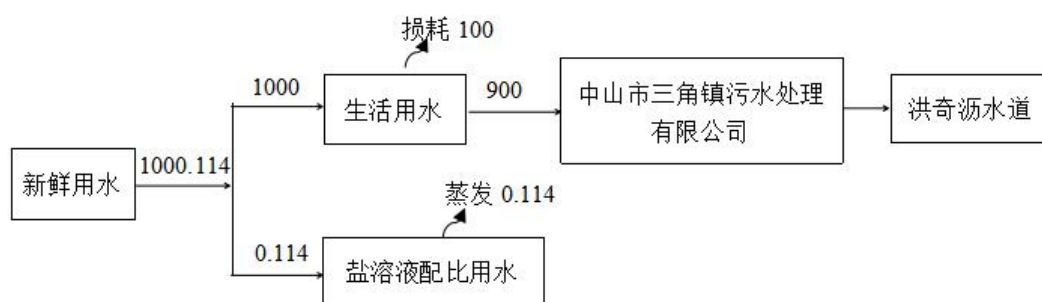 损耗 100
1000
生活用水
900
中山市三角镇污水处理
有限公司
洪奇沥水道
新鲜用水
1000.114
蒸发 0.114
0.114
盐溶液配比用水